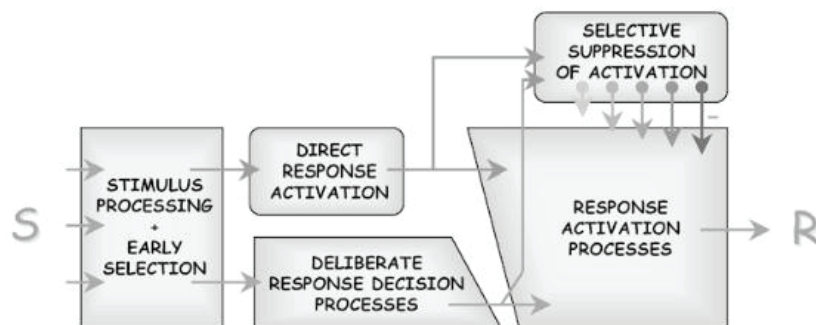 SELECTIVE
SUPPRESSION
OF ACTIVATION
DIRECT
RESPONSE
ACTIVATION
STIMULUS
PROCESSING
+
EARLY
SELECTION
RESPONSE
ACTIVATION
PROCESSES
S
R
DELIBERATE
RESPONSE DECISION
PROCESSES
-